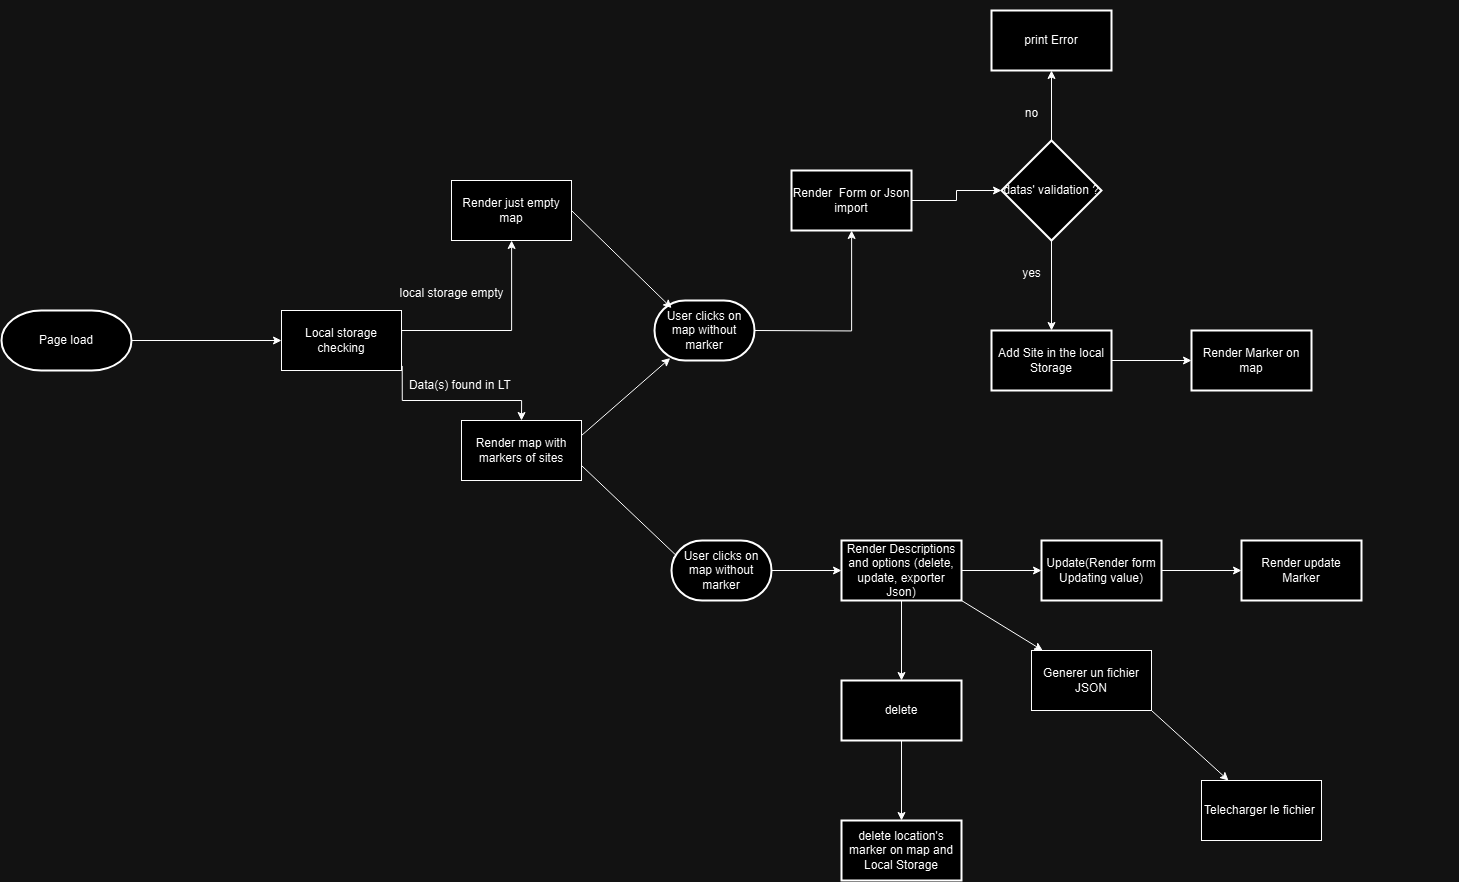 print Error
no
datas' validation ?
Render  Form or Json
import
Render just empty
map
local storage empty
yes
User clicks on
map without
marker
Page load
Local storage
checking
Add Site in the local
Storage
Render Marker on
map
Data(s) found in LT
Render map with
markers of sites
User clicks on
map without
marker
Render Descriptions
and options (delete,
update, exporter
Json)
Update(Render form
Updating value)
Render update
Marker
Generer un fichier
JSON
delete
Telecharger le fichier
delete location's
marker on map and
Local Storage